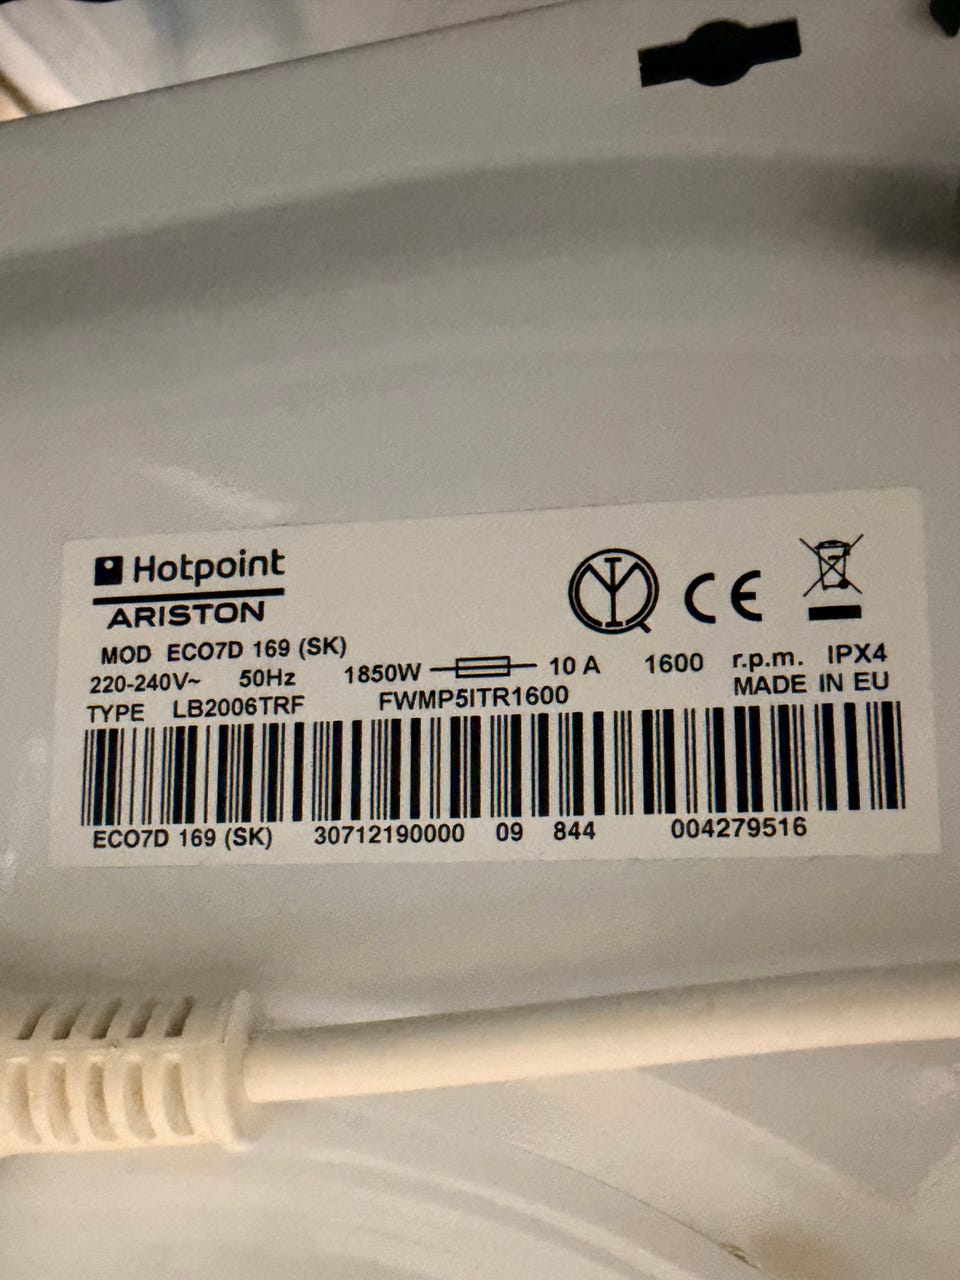 Hotpoint
ARISTON
CE
MOD ECO7D 169 (SK)
220-240V~ 50Hz 1850W 10 A 1600 r.p.m. IPX4
TYPE LB2006TRF FWMP5ITR1600 MADE IN EU
ECO7D 169 (SK) 30712190000 09 844 004279516